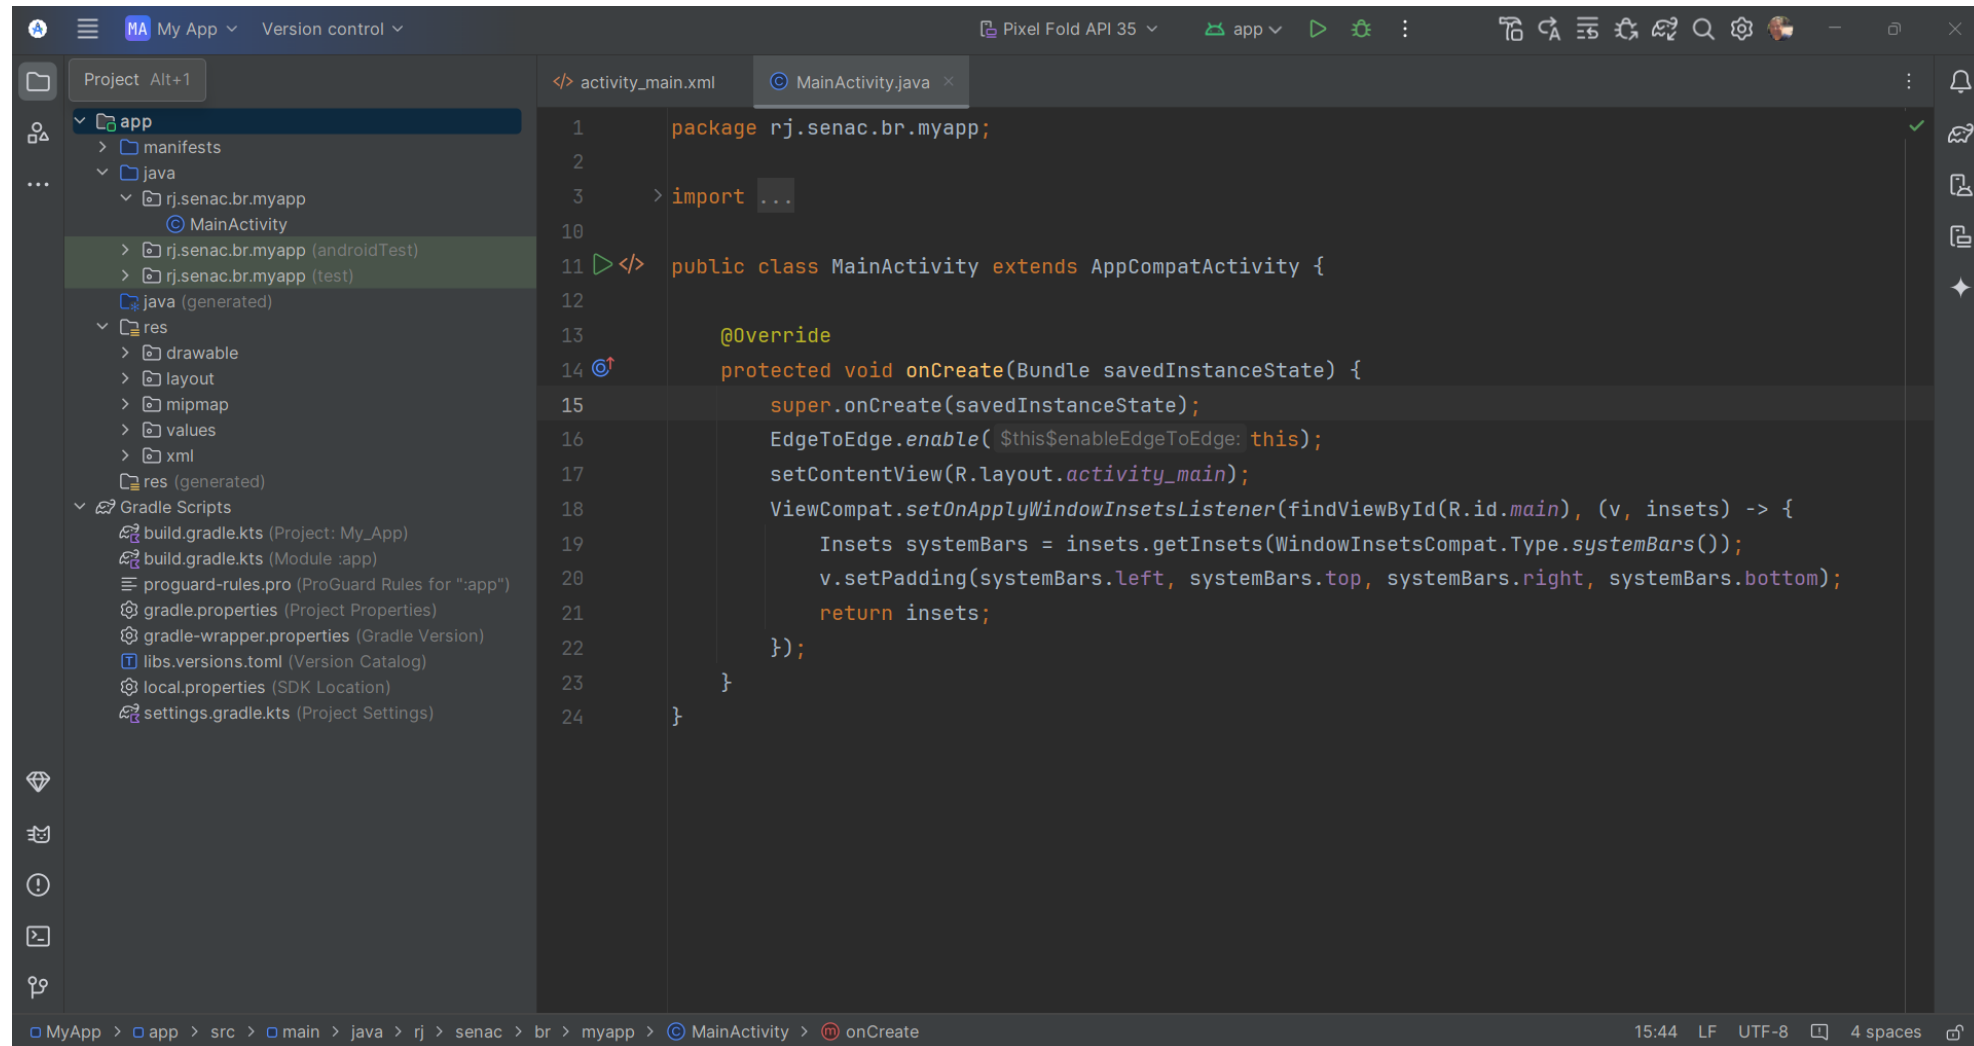 MA My App Version control Pixel Fold API 35 app
Project Alt+1
activity_main.xml MainActivity.java
app
manifests
java
rj.senac.br.myapp
MainActivity
rj.senac.br.myapp (androidTest)
rj.senac.br.myapp (test)
java (generated)
res
drawable
layout
mipmap
values
xml
res (generated)
Gradle Scripts
build.gradle.kts (Project: My_App)
build.gradle.kts (Module :app)
proguard-rules.pro (ProGuard Rules for ":app")
gradle.properties (Project Properties)
gradle-wrapper.properties (Gradle Version)
libs.versions.toml (Version Catalog)
local.properties (SDK Location)
settings.gradle.kts (Project Settings)
1 package rj.senac.br.myapp;
2
3 import ...
10
11 public class MainActivity extends AppCompatActivity {
12
13 @Override
14 protected void onCreate(Bundle savedInstanceState) {
15 super.onCreate(savedInstanceState);
16 EdgeToEdge.enable( $this$enableEdgeToEdge: this);
17 setContentView(R.layout.activity_main);
18 ViewCompat.setOnApplyWindowInsetsListener(findViewById(R.id.main), (v, insets) -> {
19 Insets systemBars = insets.getInsets(WindowInsetsCompat.Type.systemBars());
20 v.setPadding(systemBars.left, systemBars.top, systemBars.right, systemBars.bottom);
21 return insets;
22 });
23 }
24 }
MyApp > app > src > main > java > rj > senac > br > myapp > MainActivity > onCreate 15:44 LF UTF-8 4 spaces